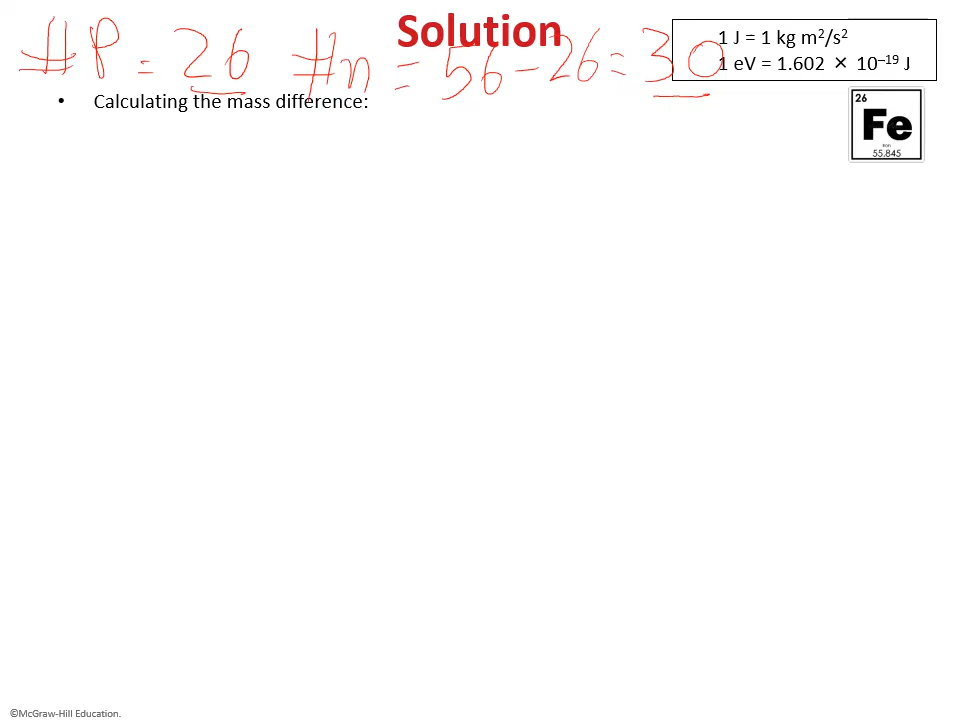 Solution
#P = 26 #n = 56 - 26 = 30
1 J = 1 kg m²/s²
1 eV = 1.602 × 10⁻¹⁹ J
• Calculating the mass difference:
26
Fe
iron
55.845
©McGraw-Hill Education.